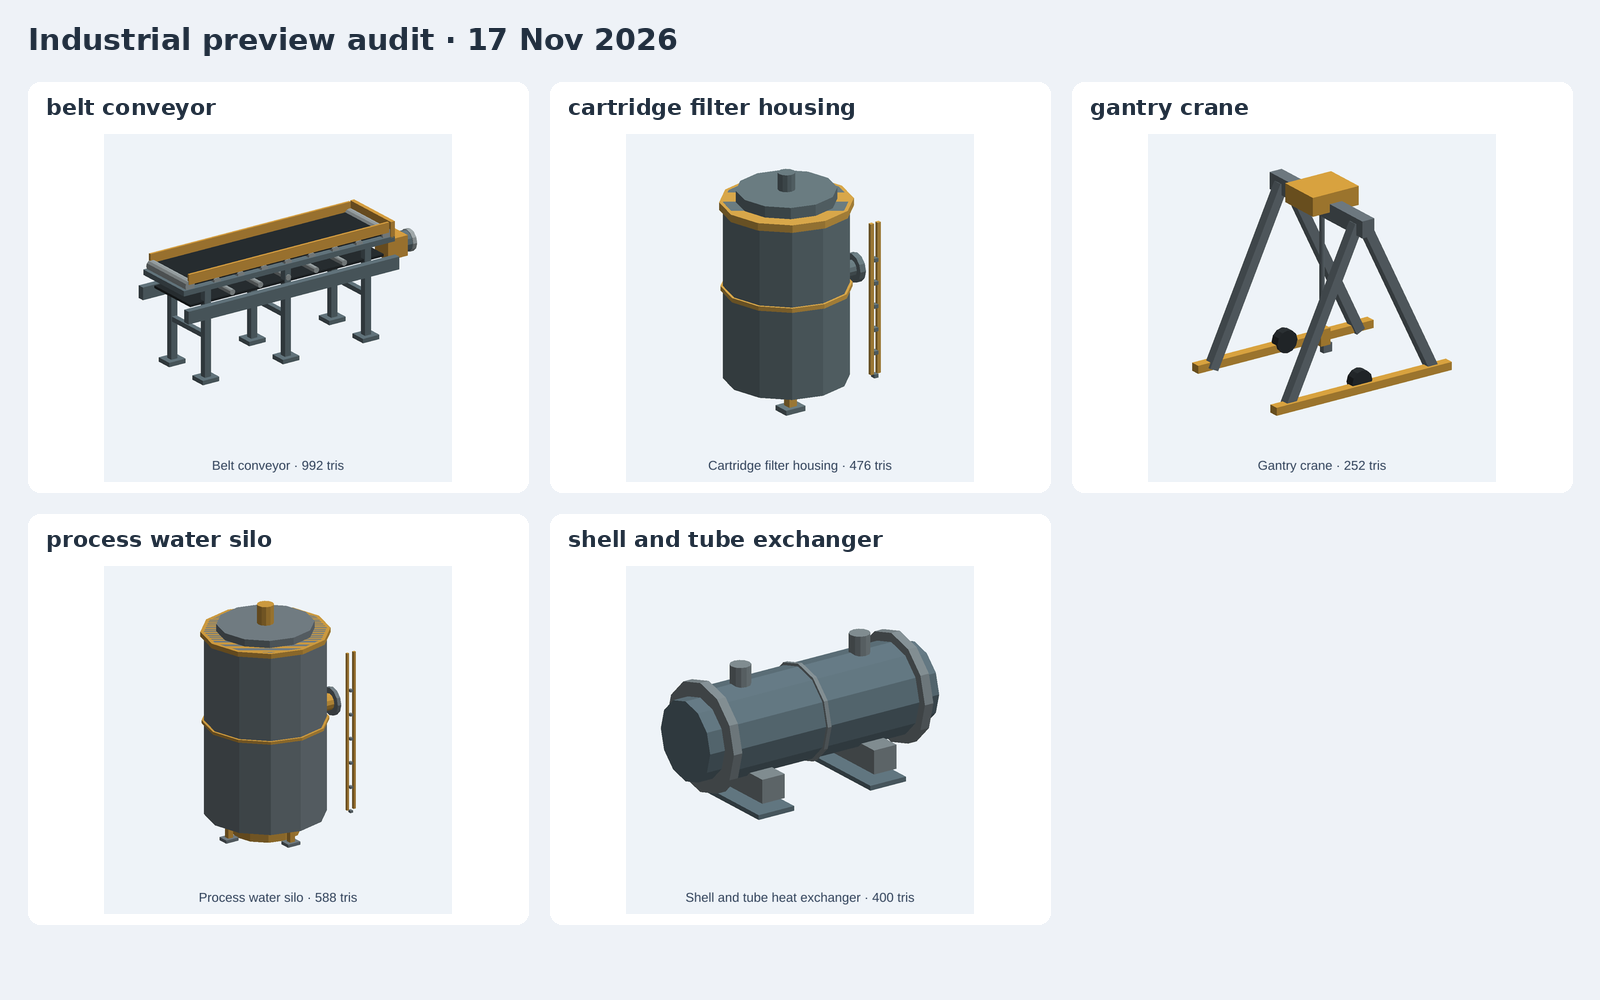 Industrial preview audit · 17 Nov 2026
belt conveyor
Belt conveyor · 992 tris
cartridge filter housing
Cartridge filter housing · 476 tris
gantry crane
Gantry crane · 252 tris
process water silo
Process water silo · 588 tris
shell and tube exchanger
Shell and tube heat exchanger · 400 tris